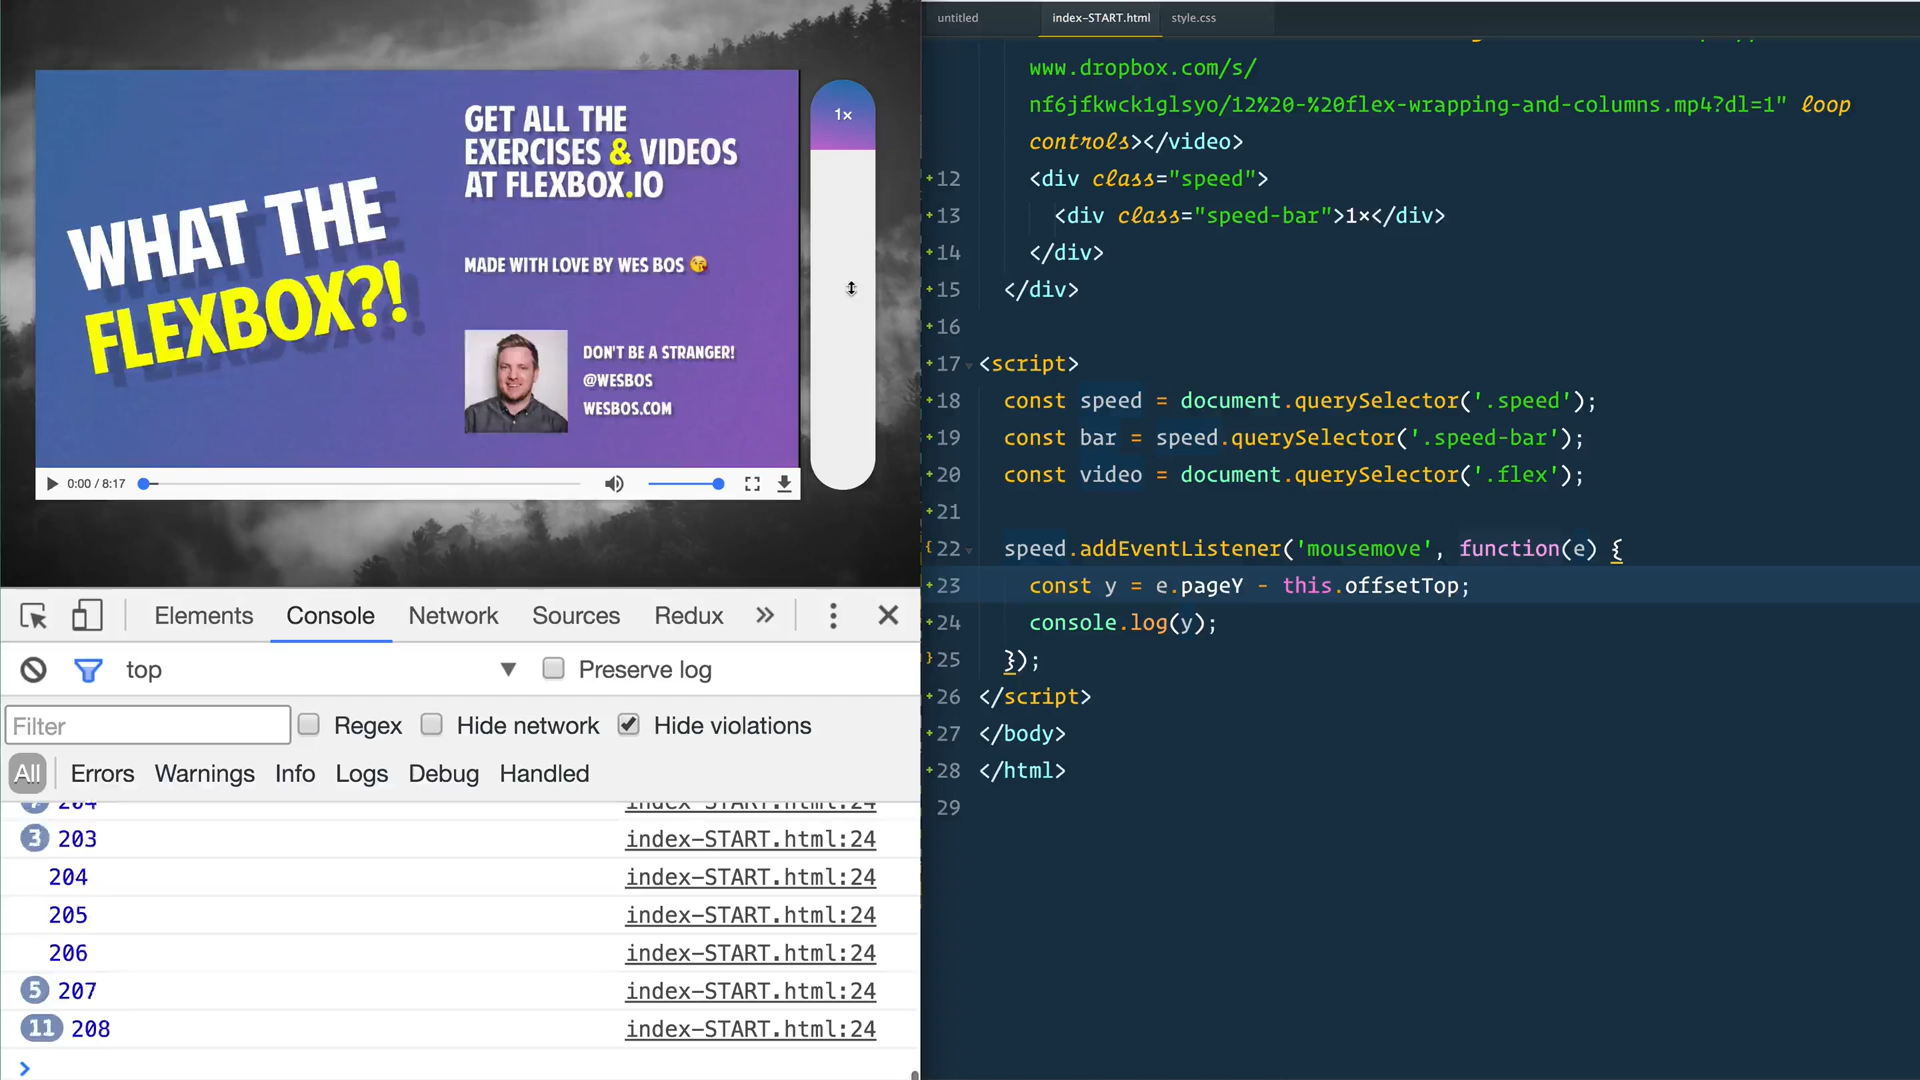 GET ALL THE
EXERCISES & VIDEOS
AT FLEXBOX.IO
WHAT THE
FLEXBOX?!
MADE WITH LOVE BY WES BOS 😘
DON'T BE A STRANGER!
@WESBOS
WESBOS.COM
1×
0:00 / 8:17
Elements Console Network Sources Redux »
top Preserve log
Filter Regex Hide network Hide violations
All Errors Warnings Info Logs Debug Handled
204 index-START.html:24
3 203 index-START.html:24
204 index-START.html:24
205 index-START.html:24
206 index-START.html:24
5 207 index-START.html:24
11 208 index-START.html:24
>
untitled index-START.html style.css
www.dropbox.com/s/
nf6jfkwck1glsyo/12%20-%20flex-wrapping-and-columns.mp4?dl=1" loop
controls></video>
12 <div class="speed">
13 <div class="speed-bar">1×</div>
14 </div>
15 </div>
16
17 <script>
18 const speed = document.querySelector('.speed');
19 const bar = speed.querySelector('.speed-bar');
20 const video = document.querySelector('.flex');
21
22 speed.addEventListener('mousemove', function(e) {
23 const y = e.pageY - this.offsetTop;
24 console.log(y);
25 });
26 </script>
27 </body>
28 </html>
29